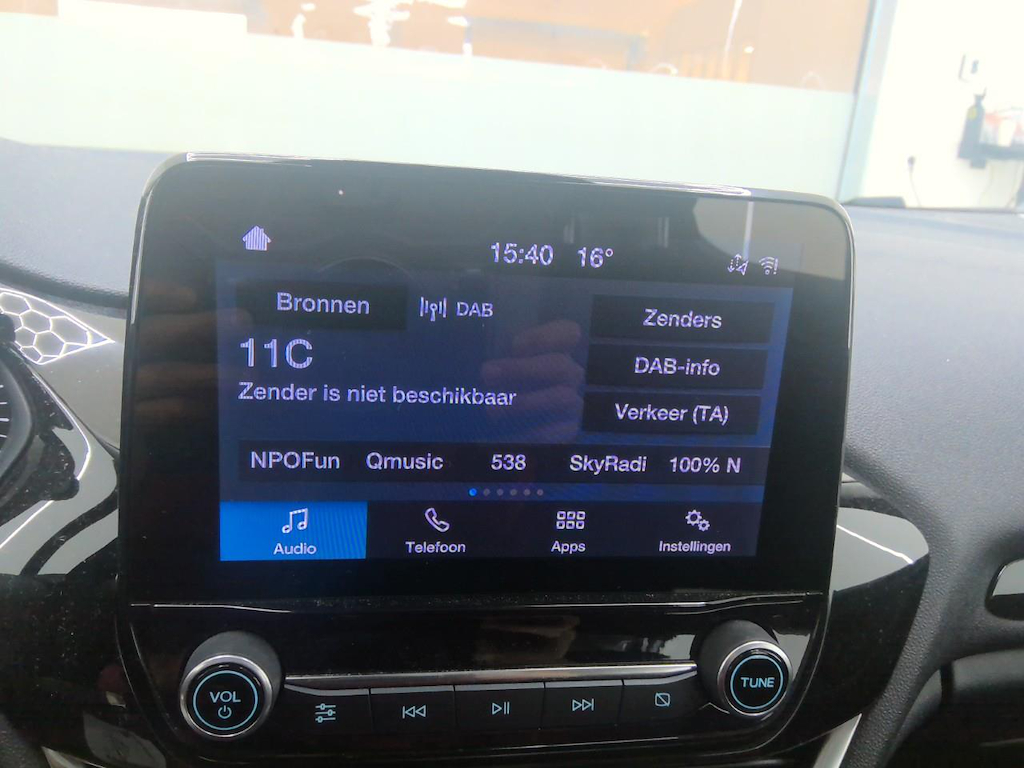 15:40 16°
Bronnen DAB
Zenders
11C
DAB-info
Zender is niet beschikbaar
Verkeer (TA)
NPOFun Qmusic 538 SkyRadi 100% N
Audio Telefoon Apps Instellingen
VOL
TUNE